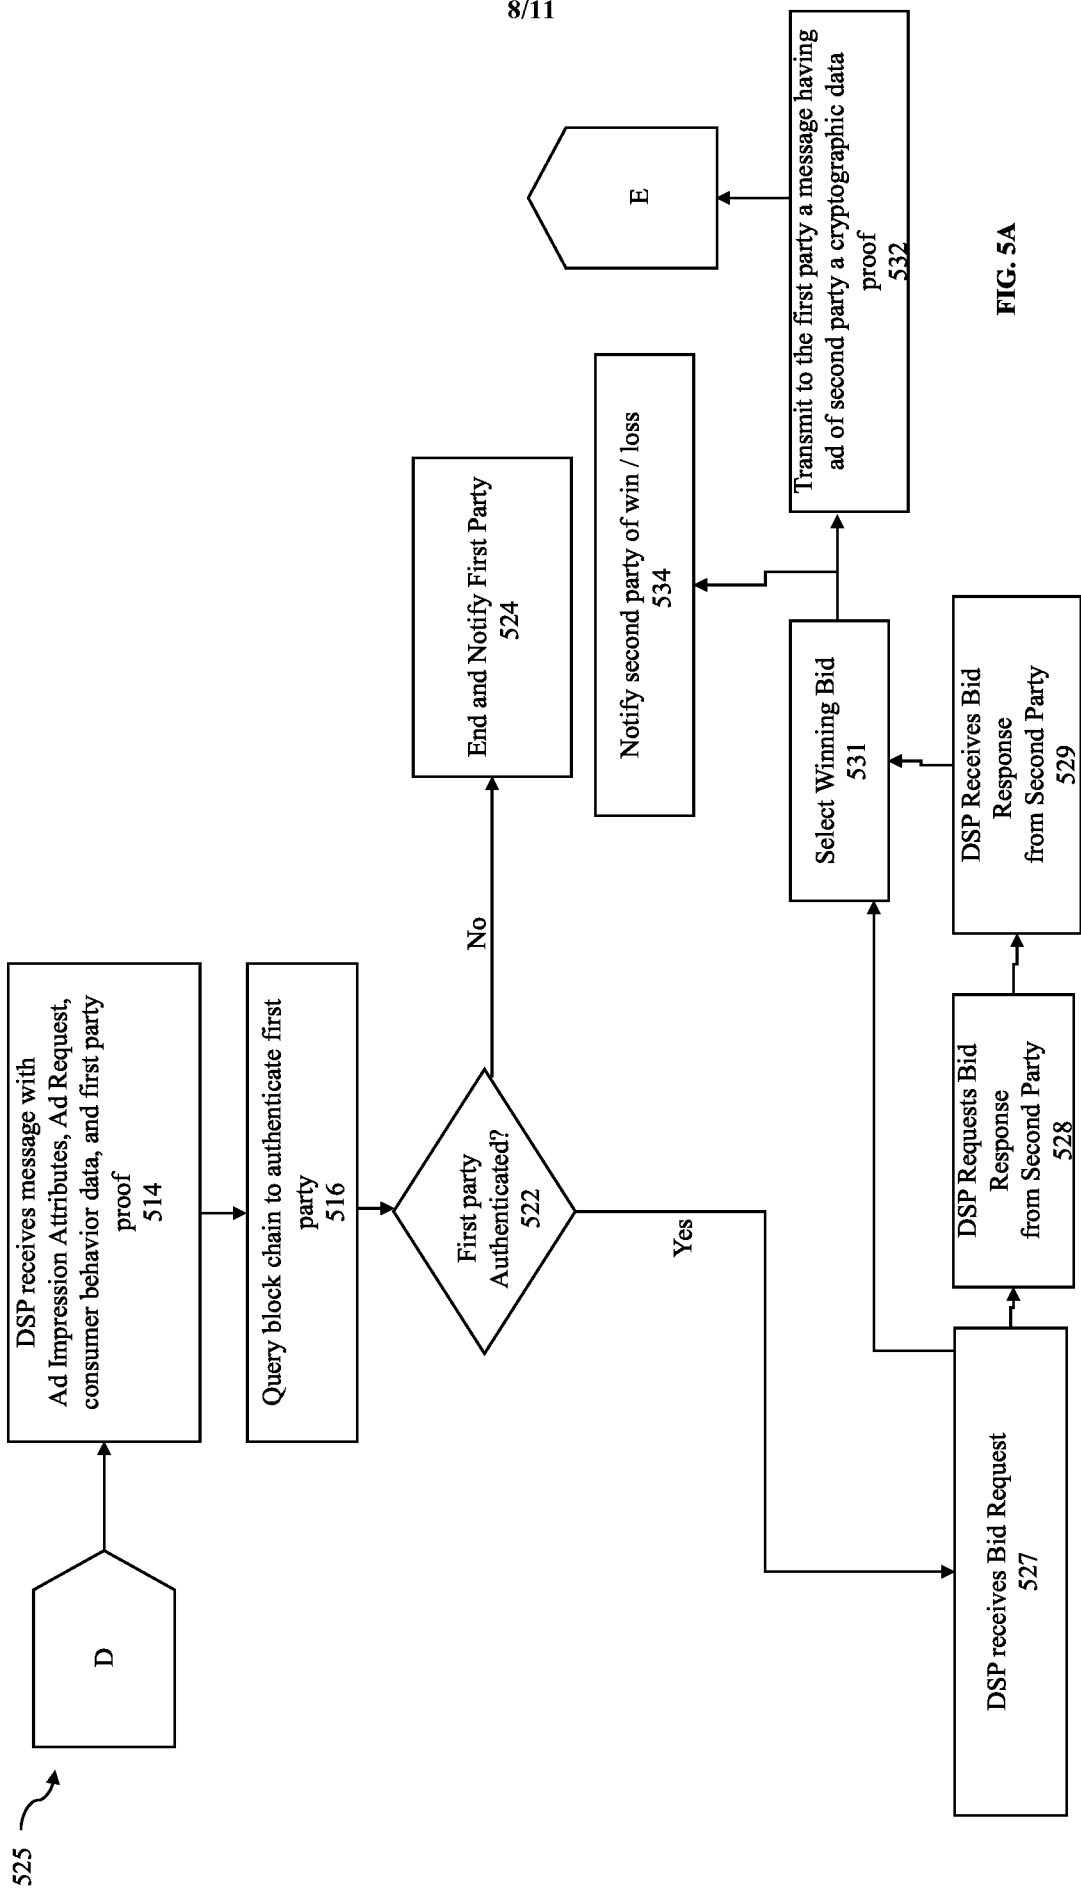 8/11
525
D
DSP receives message with
Ad Impression Attributes, Ad Request,
consumer behavior data, and first party
proof
514
Query block chain to authenticate first
party
516
First party
Authenticated?
522
No
End and Notify First Party
524
Yes
DSP receives Bid Request
527
DSP Requests Bid
Response
from Second Party
528
DSP Receives Bid
Response
from Second Party
529
Select Winning Bid
531
Notify second party of win / loss
534
Transmit to the first party a message having
ad of second party a cryptographic data
proof
532
E
FIG. 5A